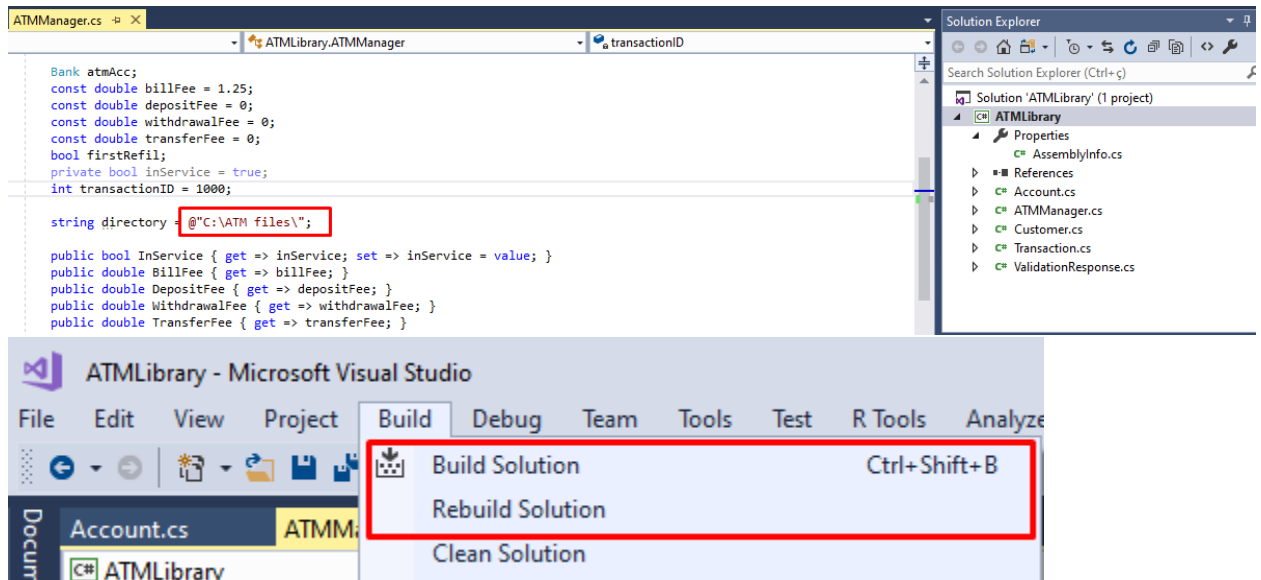 ATMManager.cs
Solution Explorer
ATMLibrary.ATMManager
transactionID
Search Solution Explorer (Ctrl+ç)
Bank atmAcc;
const double billFee = 1.25;
const double depositFee = 0;
const double withdrawalFee = 0;
const double transferFee = 0;
bool firstRefil;
private bool inService = true;
int transactionID = 1000;
string directory = @"C:\ATM files\";
public bool InService { get => inService; set => inService = value; }
public double BillFee { get => billFee; }
public double DepositFee { get => depositFee; }
public double WithdrawalFee { get => withdrawalFee; }
public double TransferFee { get => transferFee; }
Solution 'ATMLibrary' (1 project)
C# ATMLibrary
Properties
C# AssemblyInfo.cs
References
C# Account.cs
C# ATMManager.cs
C# Customer.cs
C# Transaction.cs
C# ValidationResponse.cs
ATMLibrary - Microsoft Visual Studio
File Edit View Project Build Debug Team Tools Test R Tools Analyze
Build Solution Ctrl+Shift+B
Rebuild Solution
Clean Solution
Docum
Account.cs ATMMa
C# ATMLibrary